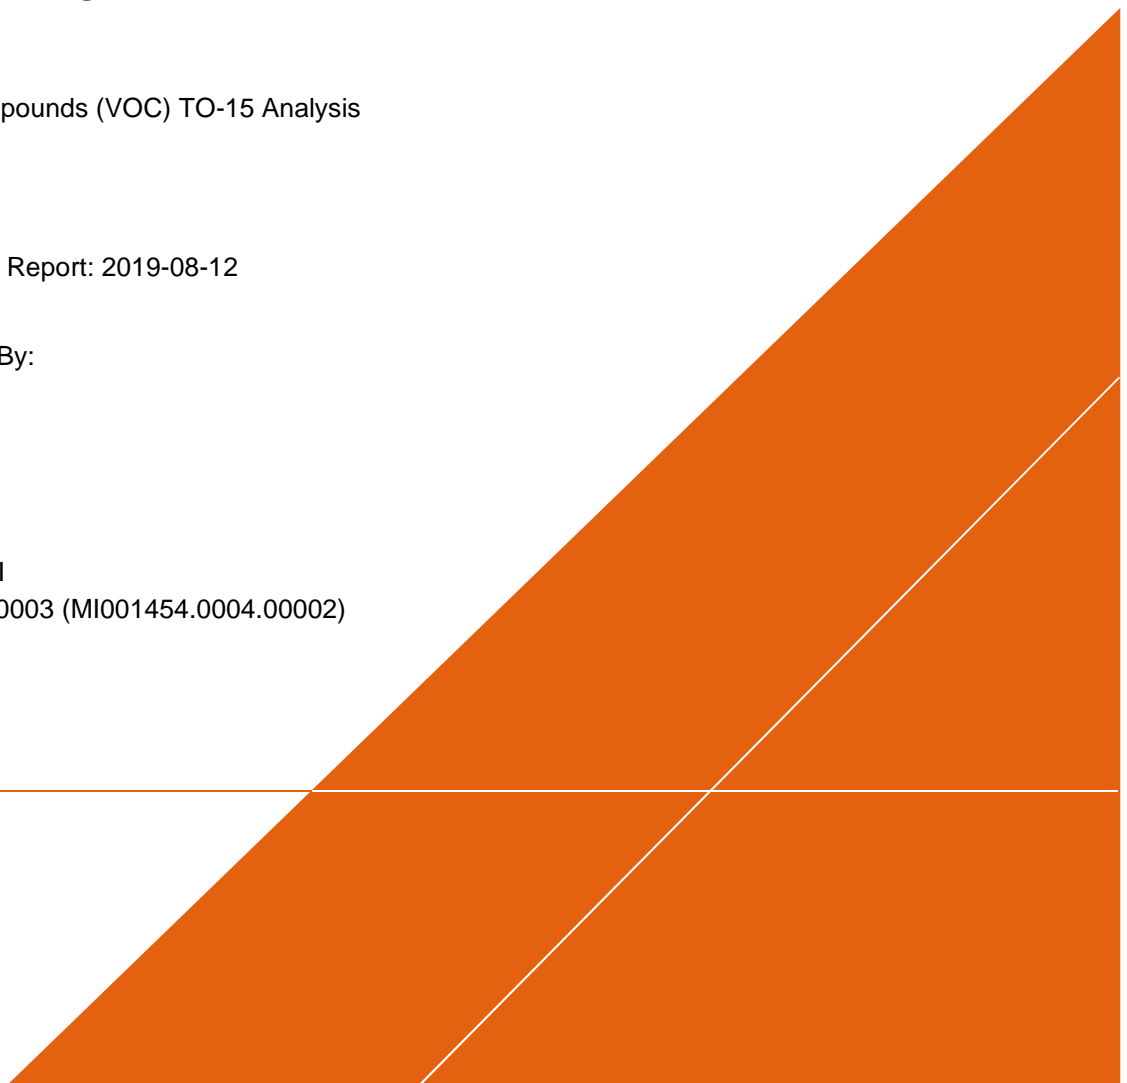 pounds (VOC) TO-15 Analysis
Report: 2019-08-12
By:
0003 (MI001454.0004.00002)